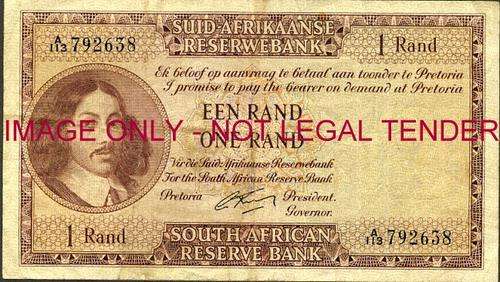 SUID-AFRIKAANSE
RESERWEBANK
A/113 792638
1 Rand
Ek beloof op aanvraag te betaal aan toonder te Pretoria
I promise to pay the bearer on demand at Pretoria
EEN RAND
IMAGE ONLY - NOT LEGAL TENDER
ONE RAND
Vir die Suid-Afrikaanse Reservebank
For the South African Reserve Bank
Pretoria President.
Governor.
1 Rand
SOUTH AFRICAN
RESERVE BANK
A/113 792638